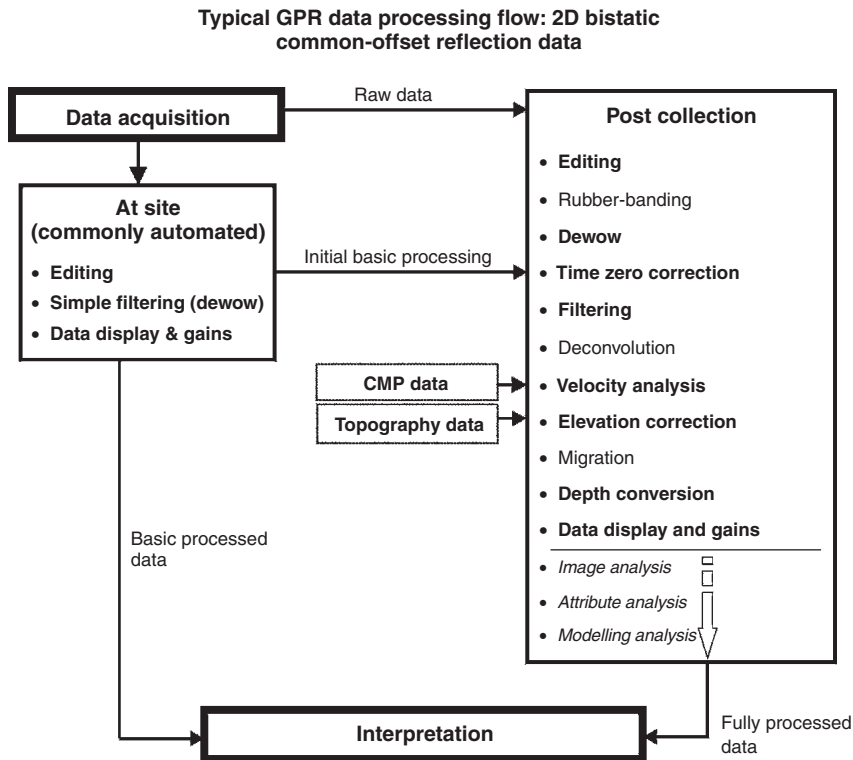 Typical GPR data processing flow: 2D bistatic
common-offset reflection data
Data acquisition
Raw data
At site
(commonly automated)
• Editing
• Simple filtering (dewow)
• Data display & gains
Initial basic processing
Post collection
• Editing
• Rubber-banding
• Dewow
• Time zero correction
• Filtering
• Deconvolution
• Velocity analysis
• Elevation correction
• Migration
• Depth conversion
• Data display and gains
• Image analysis
• Attribute analysis
• Modelling analysis
CMP data
Topography data
Basic processed
data
Fully processed
data
Interpretation